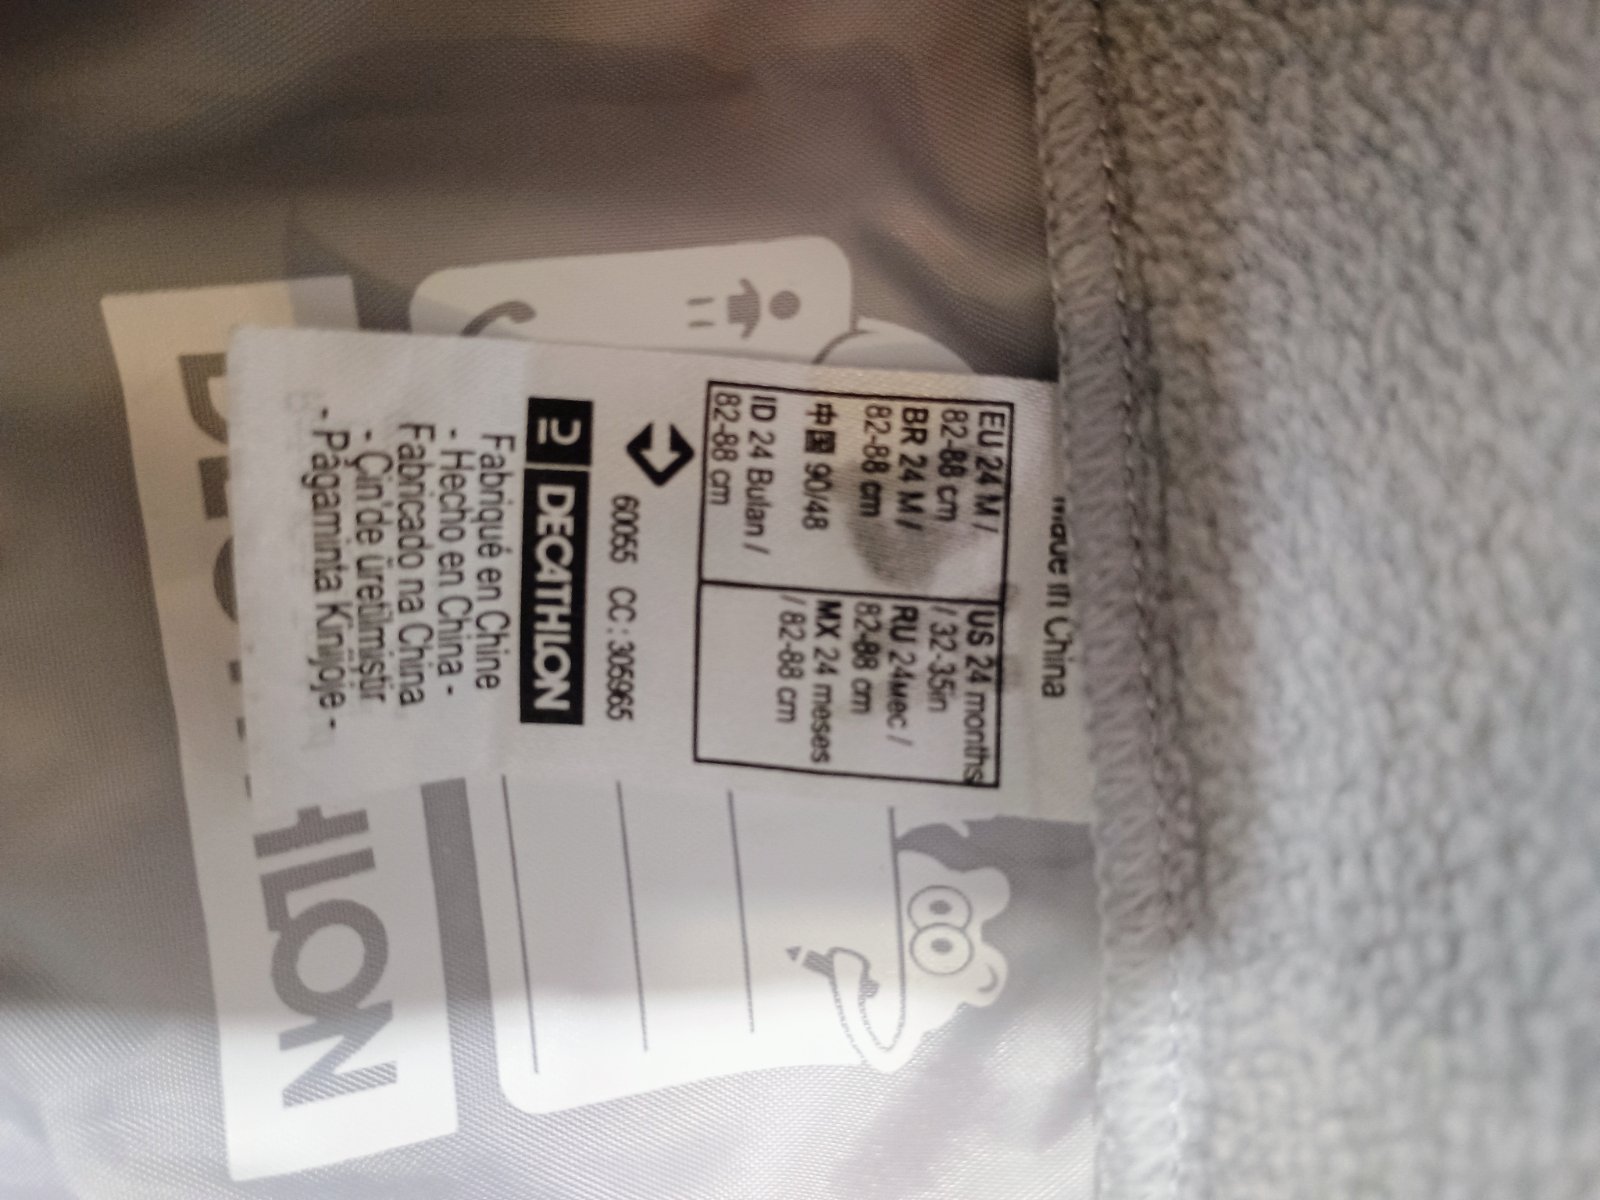 Made in China
EU 24 M /
82-88 cm
BR 24 M /
82-88 cm
中国 90/48
ID 24 Bulan /
82-88 cm
US 24 months
/ 32-35in
RU 24мес /
82-88 cm
MX 24 meses
/ 82-88 cm
60055 CC : 305965
DECATHLON
Fabriqué en Chine
- Hecho en China -
Fabricado na China
- Çin'de üretilmiştir
- Pagaminta Kinijoje -